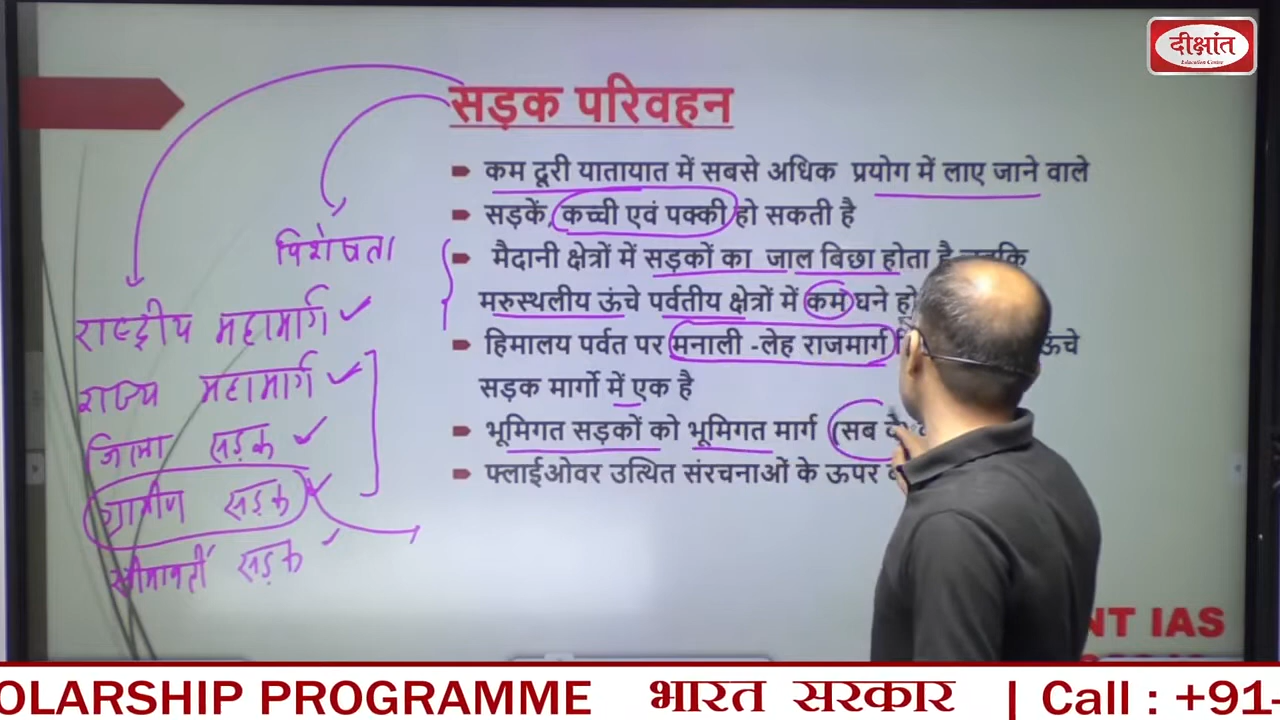 दीक्षांत
Education Centre
सड़क परिवहन
कम दूरी यातायात में सबसे अधिक प्रयोग में लाए जाने वाले
सड़कें, कच्ची एवं पक्की हो सकती है
मैदानी क्षेत्रों में सड़कों का जाल बिछा होता है
मरुस्थलीय ऊंचे पर्वतीय क्षेत्रों में कम घने
हिमालय पर्वत पर मनाली -लेह राजमार्ग ऊंचे
सड़क मार्गो में एक है
भूमिगत सड़कों को भूमिगत मार्ग (सब
फ्लाईओवर उत्थित संरचनाओं के ऊपर
विशेषता
राष्ट्रीय महामार्ग
राज्य महामार्ग
जिला सड़क
ग्रामीण सड़क
सीमावर्ती सड़क
NT IAS
OLARSHIP PROGRAMME भारत सरकार | Call : +91-